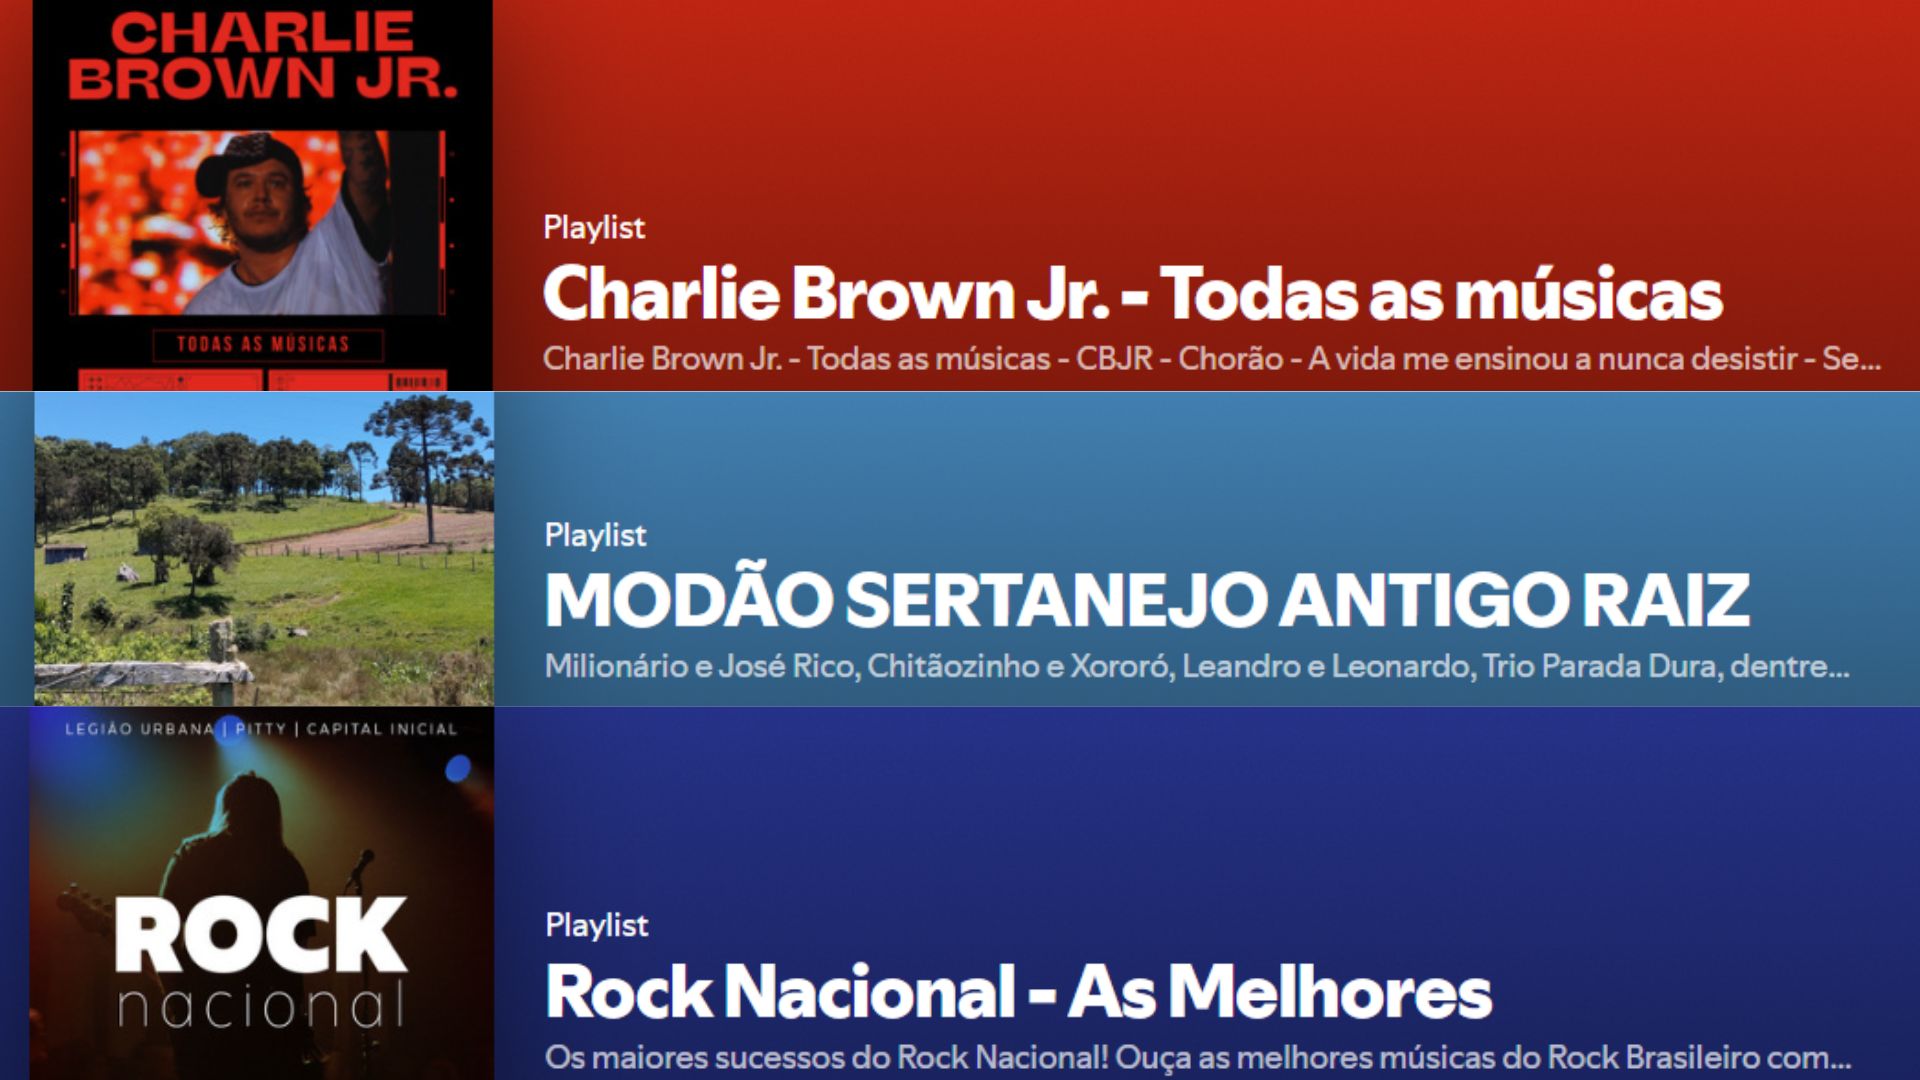 CHARLIE
BROWN JR.
TODAS AS MÚSICAS
Playlist
Charlie Brown Jr. - Todas as músicas
Charlie Brown Jr. - Todas as músicas - CBJR - Chorão - A vida me ensinou a nunca desistir - Se...
Playlist
MODÃO SERTANEJO ANTIGO RAIZ
Milionário e José Rico, Chitãozinho e Xororó, Leandro e Leonardo, Trio Parada Dura, dentre...
LEGIÃO URBANA | PITTY | CAPITAL INICIAL
ROCK
nacional
Playlist
Rock Nacional - As Melhores
Os maiores sucessos do Rock Nacional! Ouça as melhores músicas do Rock Brasileiro com...